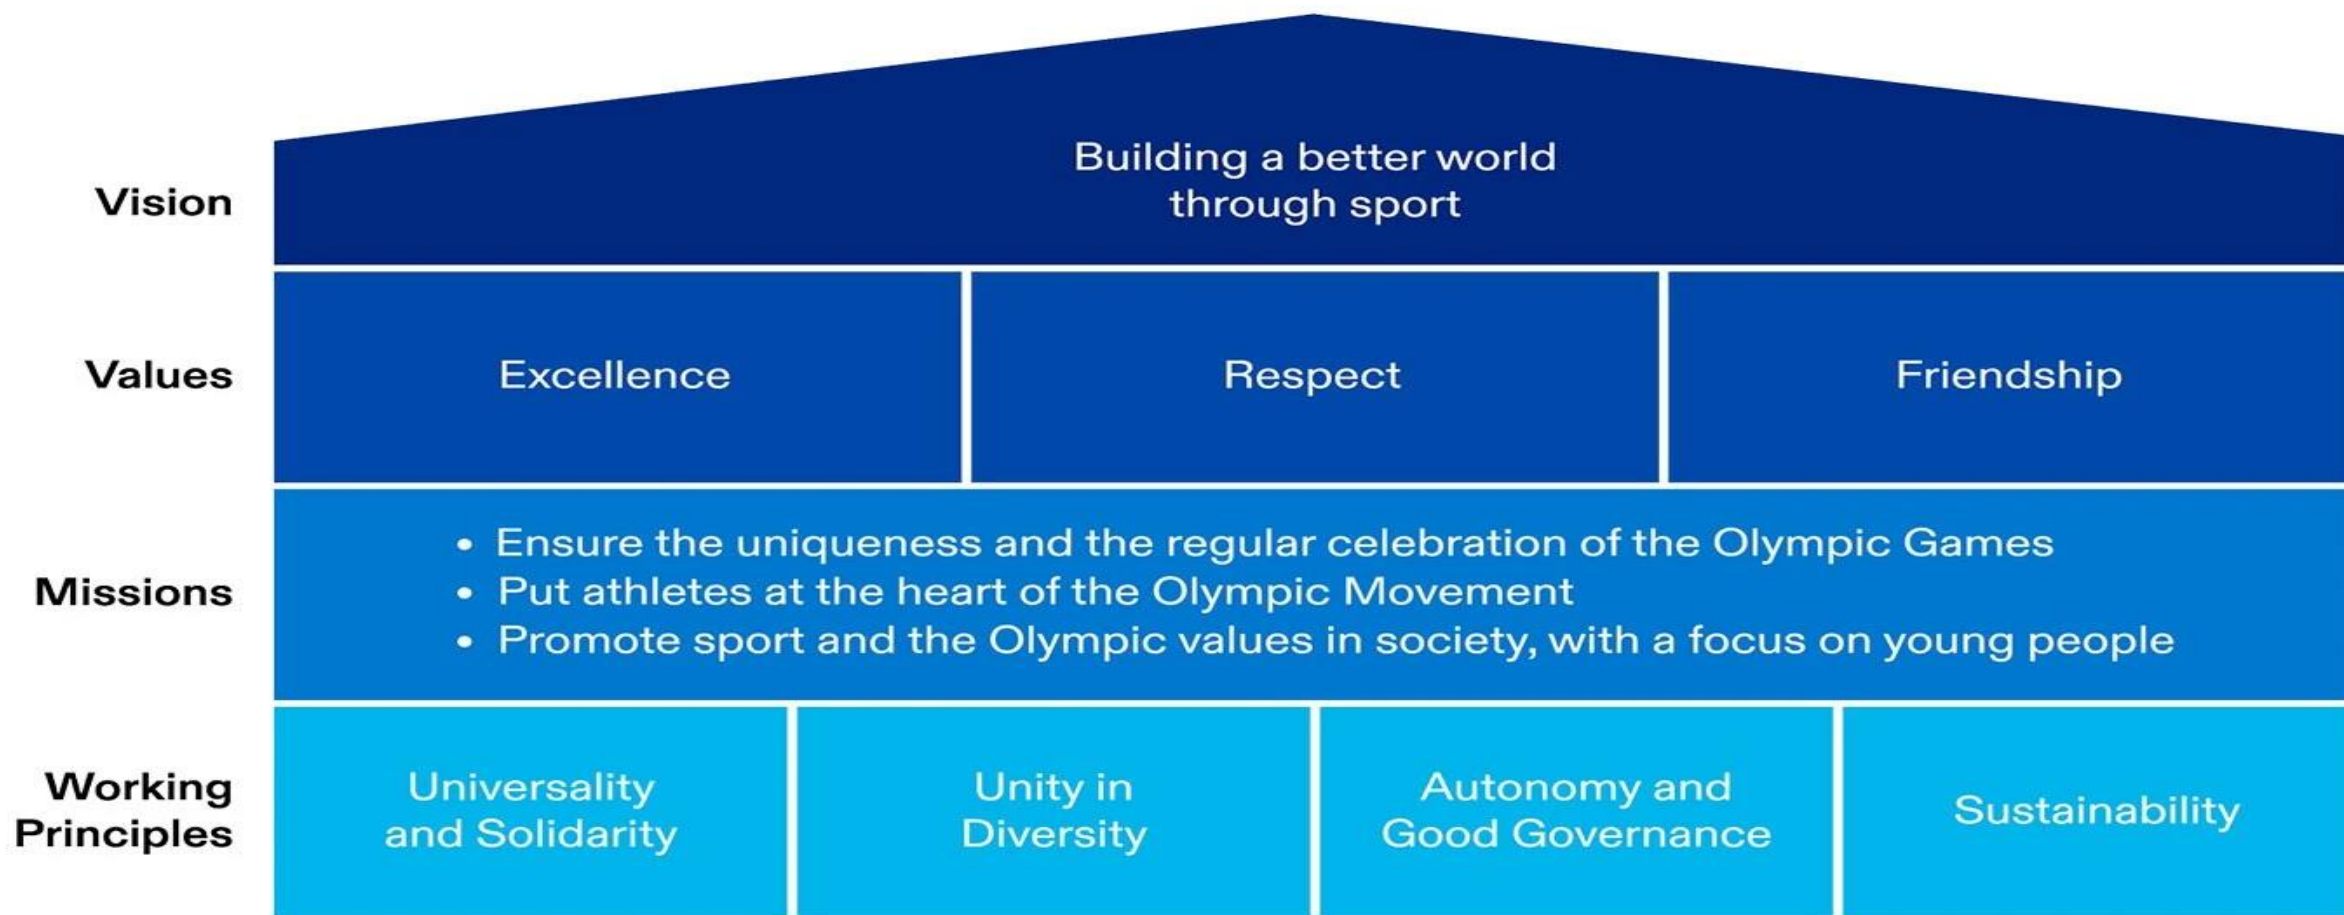 Building a better world
through sport
Vision
Values
Excellence
Respect
Friendship
Missions
• Ensure the uniqueness and the regular celebration of the Olympic Games
• Put athletes at the heart of the Olympic Movement
• Promote sport and the Olympic values in society, with a focus on young people
Working
Principles
Universality
and Solidarity
Unity in
Diversity
Autonomy and
Good Governance
Sustainability